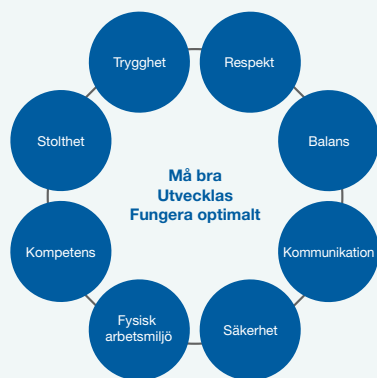 Trygghet
Respekt
Stolthet
Balans
Må bra
Utvecklas
Fungera optimalt
Kompetens
Kommunikation
Fysisk
arbetsmiljö
Säkerhet